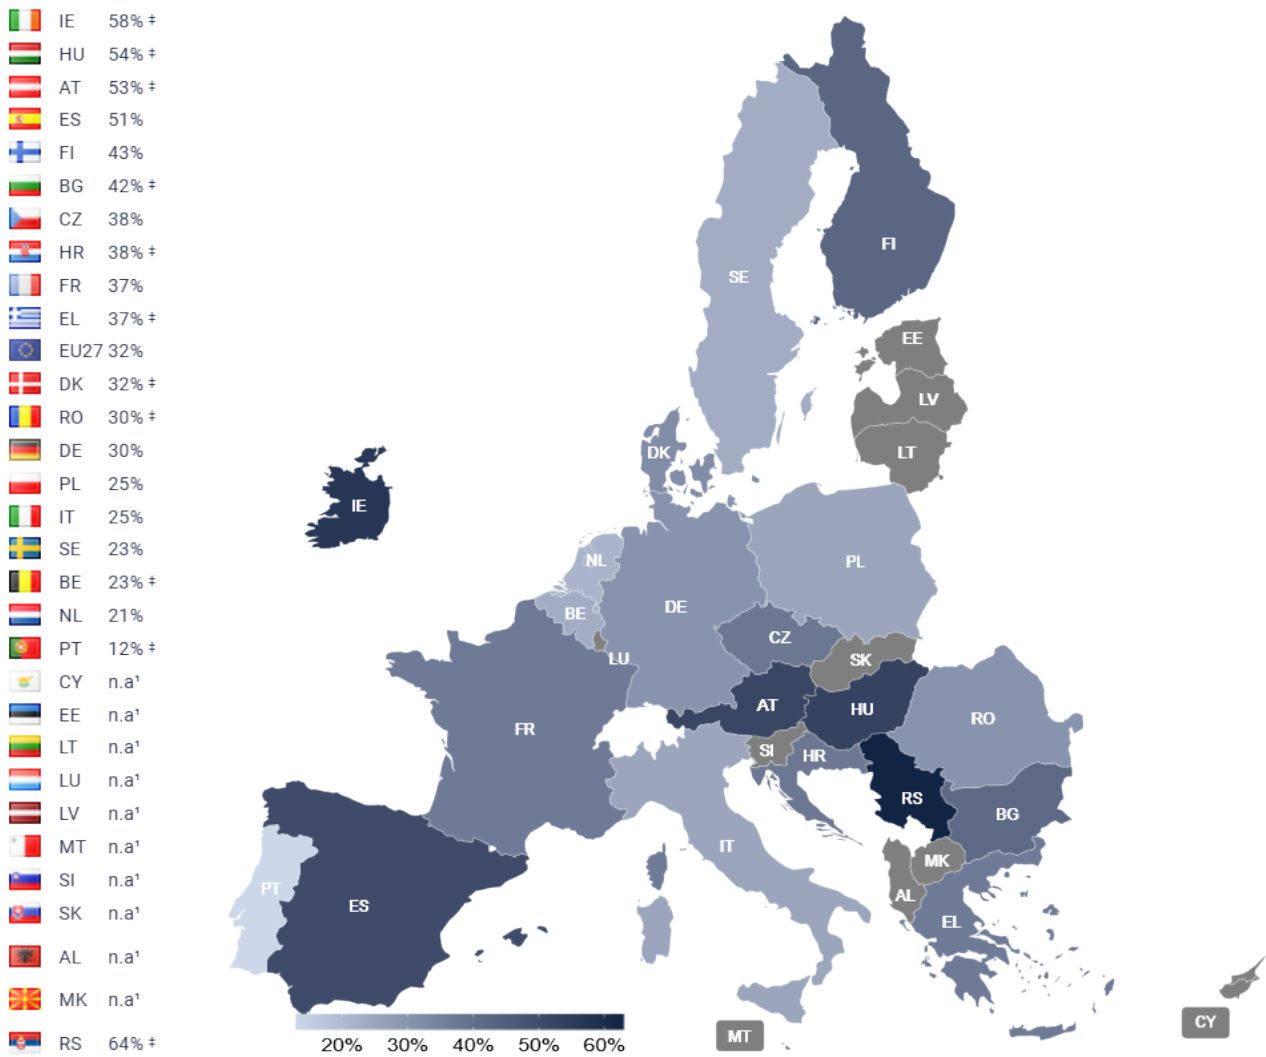 IE 58% ‡
HU 54% ‡
AT 53% ‡
ES 51%
FI 43%
BG 42% ‡
CZ 38%
HR 38% ‡
FR 37%
EL 37% ‡
EU27 32%
DK 32% ‡
RO 30% ‡
DE 30%
PL 25%
IT 25%
SE 23%
BE 23% ‡
NL 21%
PT 12% ‡
CY n.a¹
EE n.a¹
LT n.a¹
LU n.a¹
LV n.a¹
MT n.a¹
SI n.a¹
SK n.a¹
AL n.a¹
MK n.a¹
RS 64% ‡
FI
SE
EE
LV
DK
LT
IE
NL
PL
DE
BE
CZ
LU
SK
AT
HU
RO
FR
SI
HR
RS
BG
IT
MK
PT
AL
ES
EL
CY
MT
20% 30% 40% 50% 60%